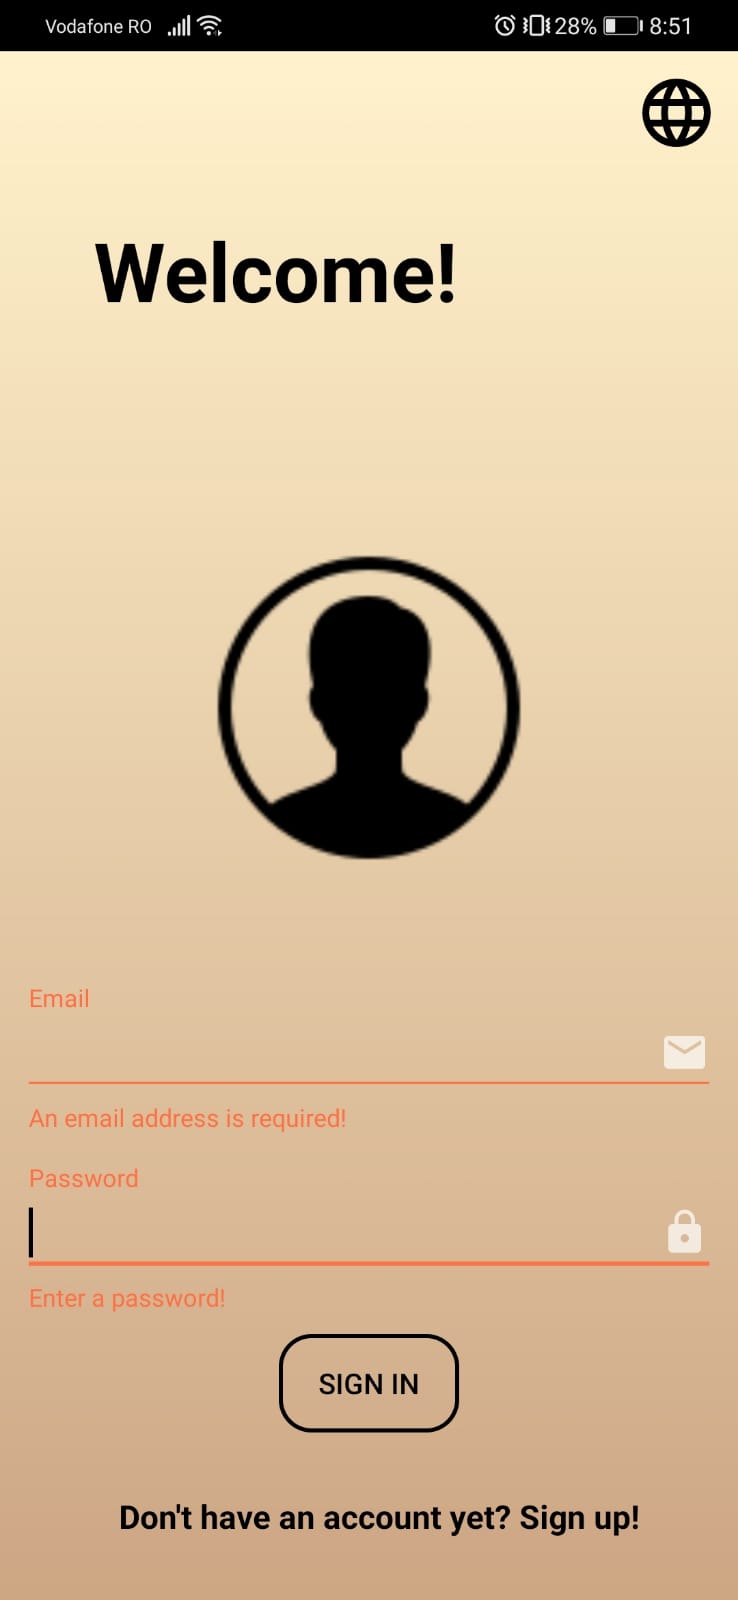 Vodafone RO 28% 8:51
Welcome!
Email
An email address is required!
Password
Enter a password!
SIGN IN
Don't have an account yet? Sign up!